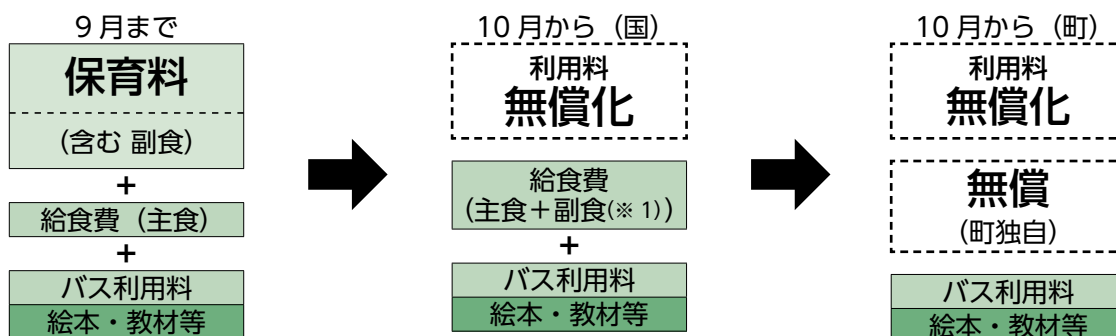 9月まで
保育料
(含む 副食)
+
給食費(主食)
+
バス利用料
絵本・教材等
10月から(国)
利用料
無償化
給食費
(主食+副食(※1))
+
バス利用料
絵本・教材等
10月から(町)
利用料
無償化
無償
(町独自)
バス利用料
絵本・教材等